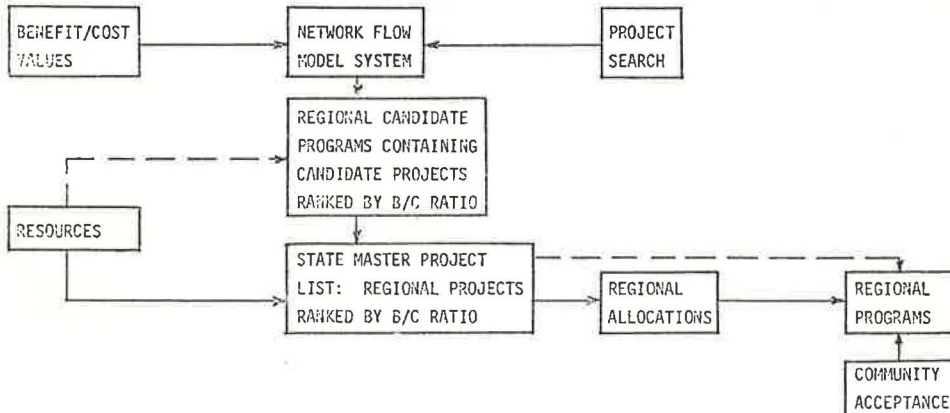 BENEFIT/COST
VALUES
NETWORK FLOW
MODEL SYSTEM
PROJECT
SEARCH
REGIONAL CANDIDATE
PROGRAMS CONTAINING
CANDIDATE PROJECTS
RANKED BY B/C RATIO
RESOURCES
STATE MASTER PROJECT
LIST: REGIONAL PROJECTS
RANKED BY B/C RATIO
REGIONAL
ALLOCATIONS
REGIONAL
PROGRAMS
COMMUNITY
ACCEPTANCE